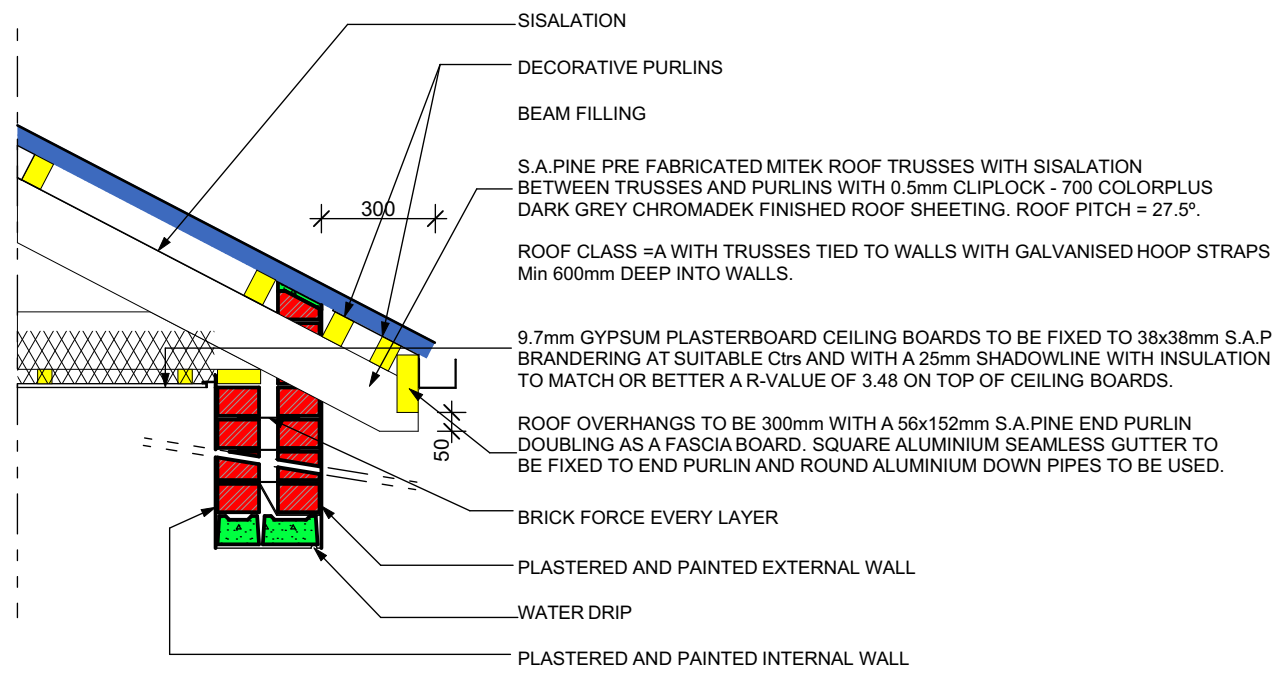 SISALATION
DECORATIVE PURLINS
BEAM FILLING
S.A.PINE PRE FABRICATED MITEK ROOF TRUSSES WITH SISALATION
BETWEEN TRUSSES AND PURLINS WITH 0.5mm CLIPLOCK - 700 COLORPLUS
DARK GREY CHROMADEK FINISHED ROOF SHEETING. ROOF PITCH = 27.5º.
300
ROOF CLASS =A WITH TRUSSES TIED TO WALLS WITH GALVANISED HOOP STRAPS
Min 600mm DEEP INTO WALLS.
9.7mm GYPSUM PLASTERBOARD CEILING BOARDS TO BE FIXED TO 38x38mm S.A.P
BRANDERING AT SUITABLE Ctrs AND WITH A 25mm SHADOWLINE WITH INSULATION
TO MATCH OR BETTER A R-VALUE OF 3.48 ON TOP OF CEILING BOARDS.
ROOF OVERHANGS TO BE 300mm WITH A 56x152mm S.A.PINE END PURLIN
DOUBLING AS A FASCIA BOARD. SQUARE ALUMINIUM SEAMLESS GUTTER TO
BE FIXED TO END PURLIN AND ROUND ALUMINIUM DOWN PIPES TO BE USED.
50
BRICK FORCE EVERY LAYER
PLASTERED AND PAINTED EXTERNAL WALL
WATER DRIP
PLASTERED AND PAINTED INTERNAL WALL